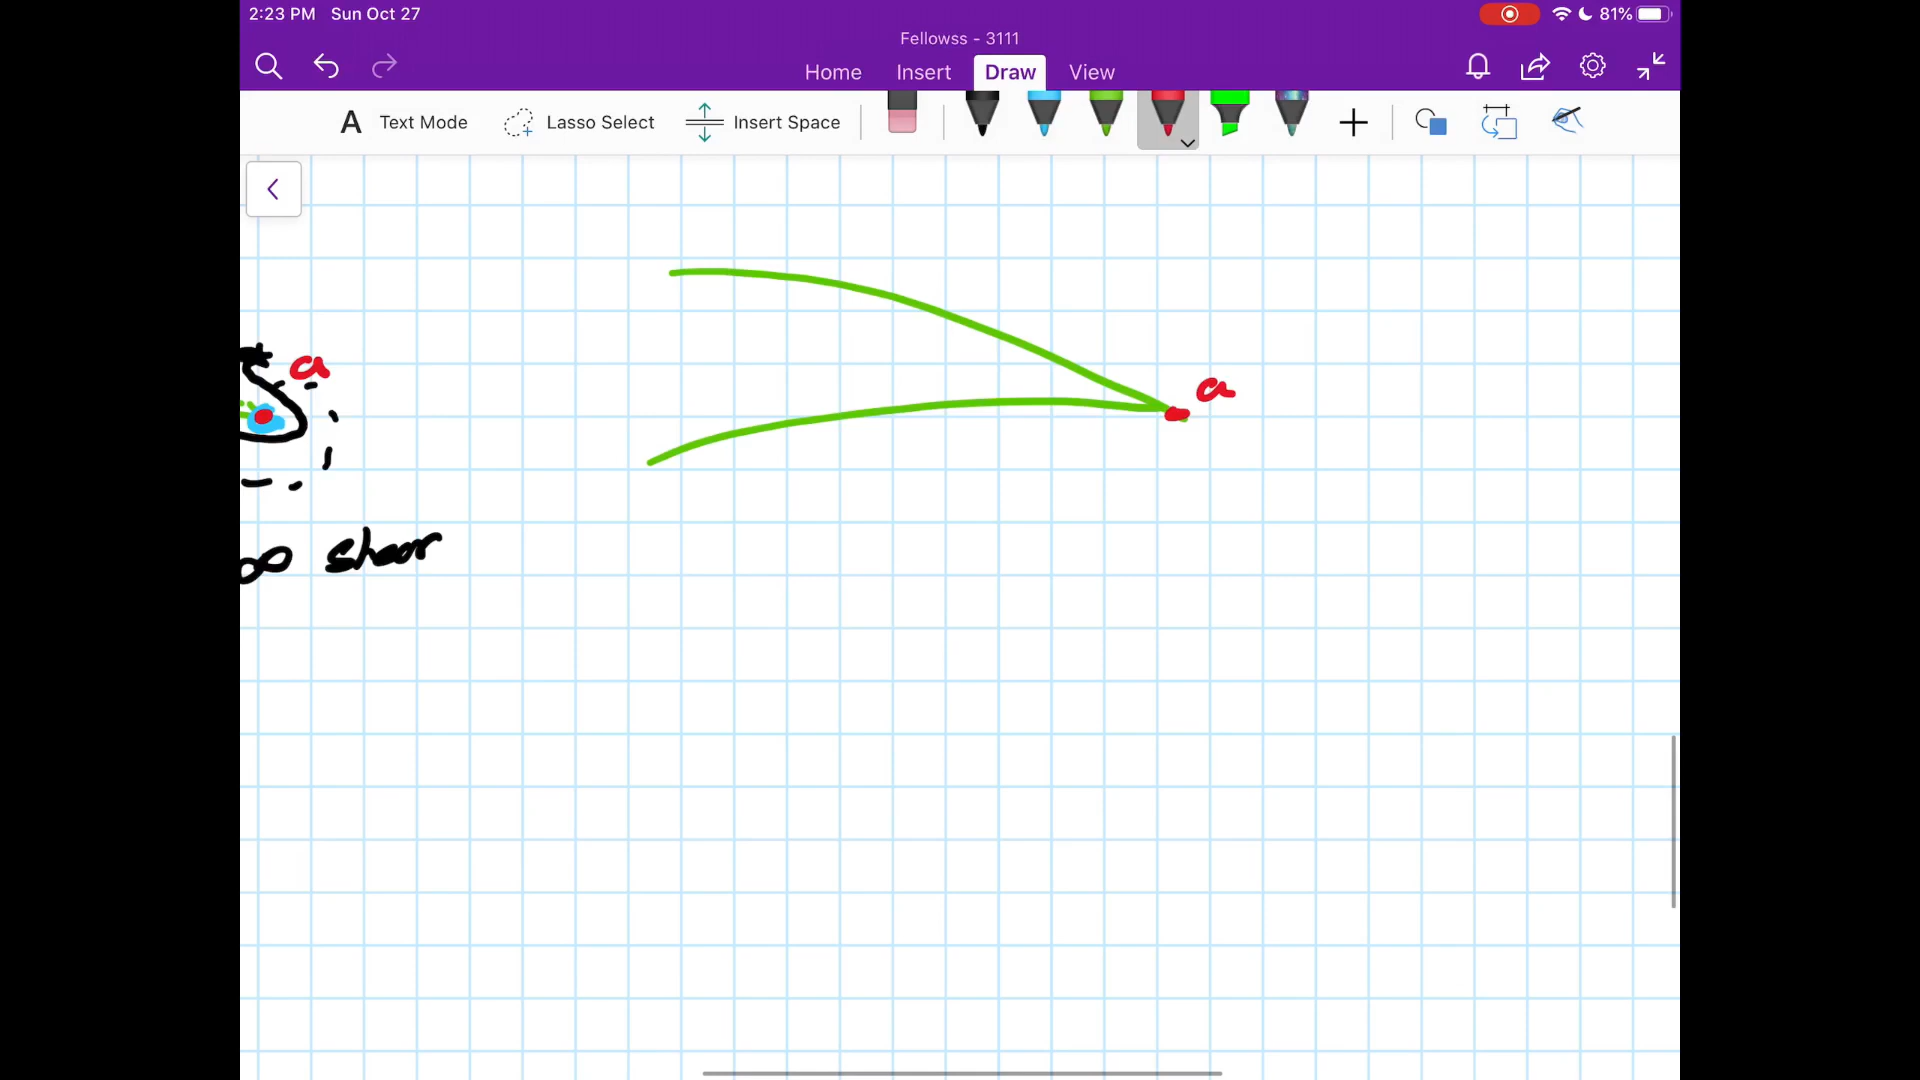 2:23 PM Sun Oct 27 81%
Fellowss - 3111
Home Insert Draw View
A Text Mode Lasso Select Insert Space
a
a
∞ shear